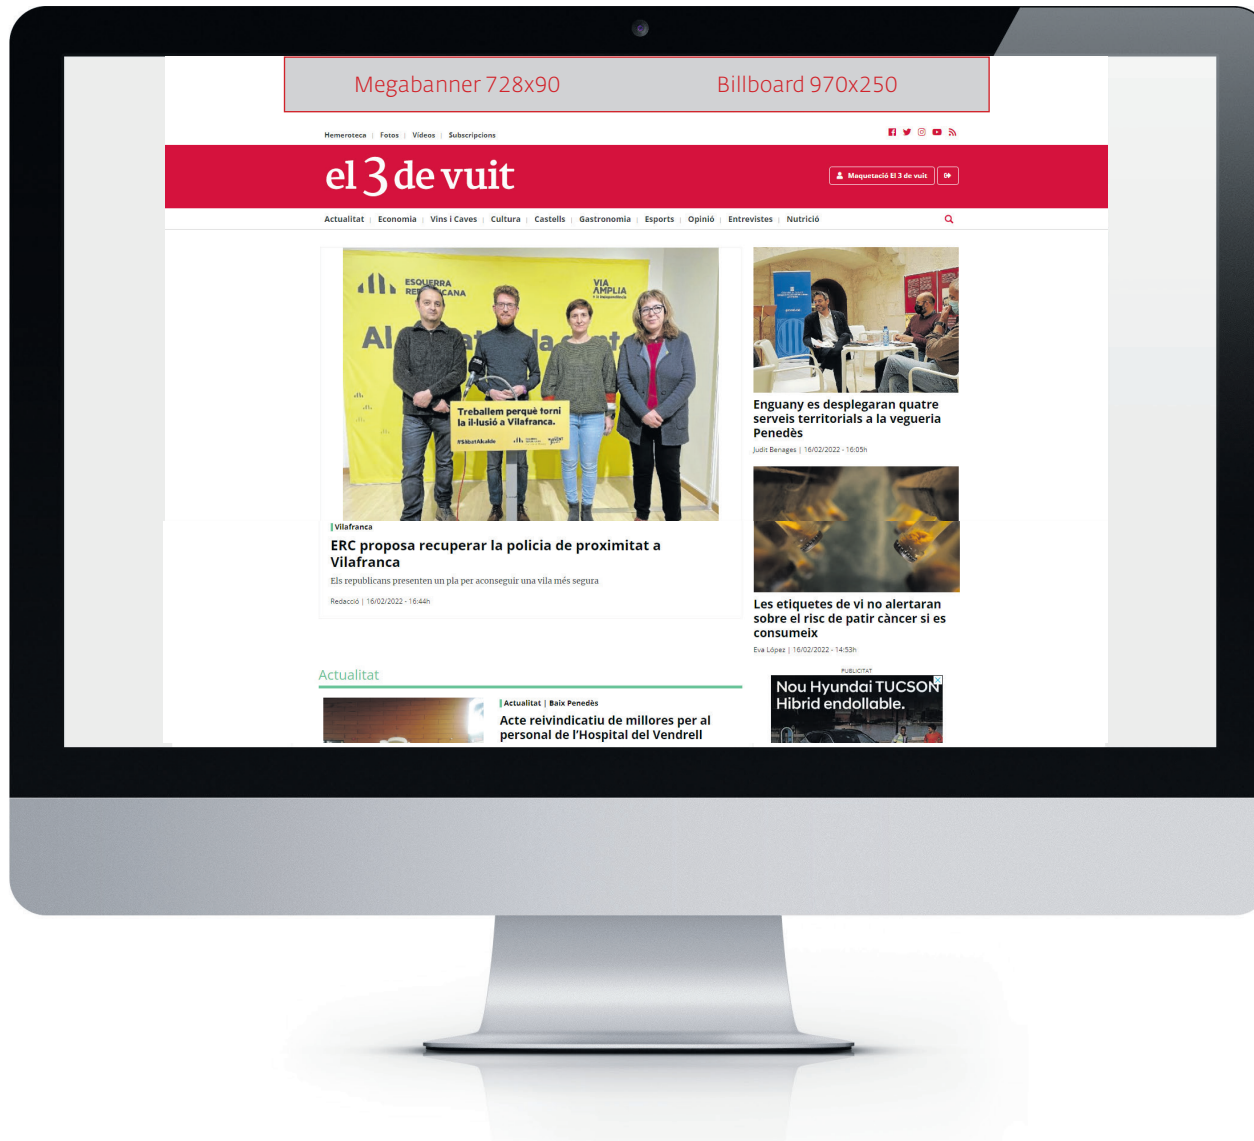 Megabanner 728x90 Billboard 970x250
Hemeroteca | Fotos | Vídeos | Subscripcions
el 3 de vuit
Maquetació El 3 de vuit
Actualitat | Economia | Vins i Caves | Cultura | Castells | Gastronomia | Esports | Opinió | Entrevistes | Nutrició
ESQUERRA
VIA
ÀMPLIA
Treballem perquè torni
la il·lusió a Vilafranca.
Vilafranca
ERC proposa recuperar la policia de proximitat a
Vilafranca
Els republicans presenten un pla per aconseguir una vila més segura
Redacció | 16/02/2022 - 16:44h
Enguany es desplegaran quatre
serveis territorials a la vegueria
Penedès
Judit Benages | 16/02/2022 - 16:05h
Les etiquetes de vi no alertaran
sobre el risc de patir càncer si es
consumeix
Eva López | 16/02/2022 - 14:53h
Actualitat
Actualitat | Baix Penedès
Acte reivindicatiu de millores per al
personal de l'Hospital del Vendrell
PUBLICITAT
Nou Hyundai TUCSON
Híbrid endollable.